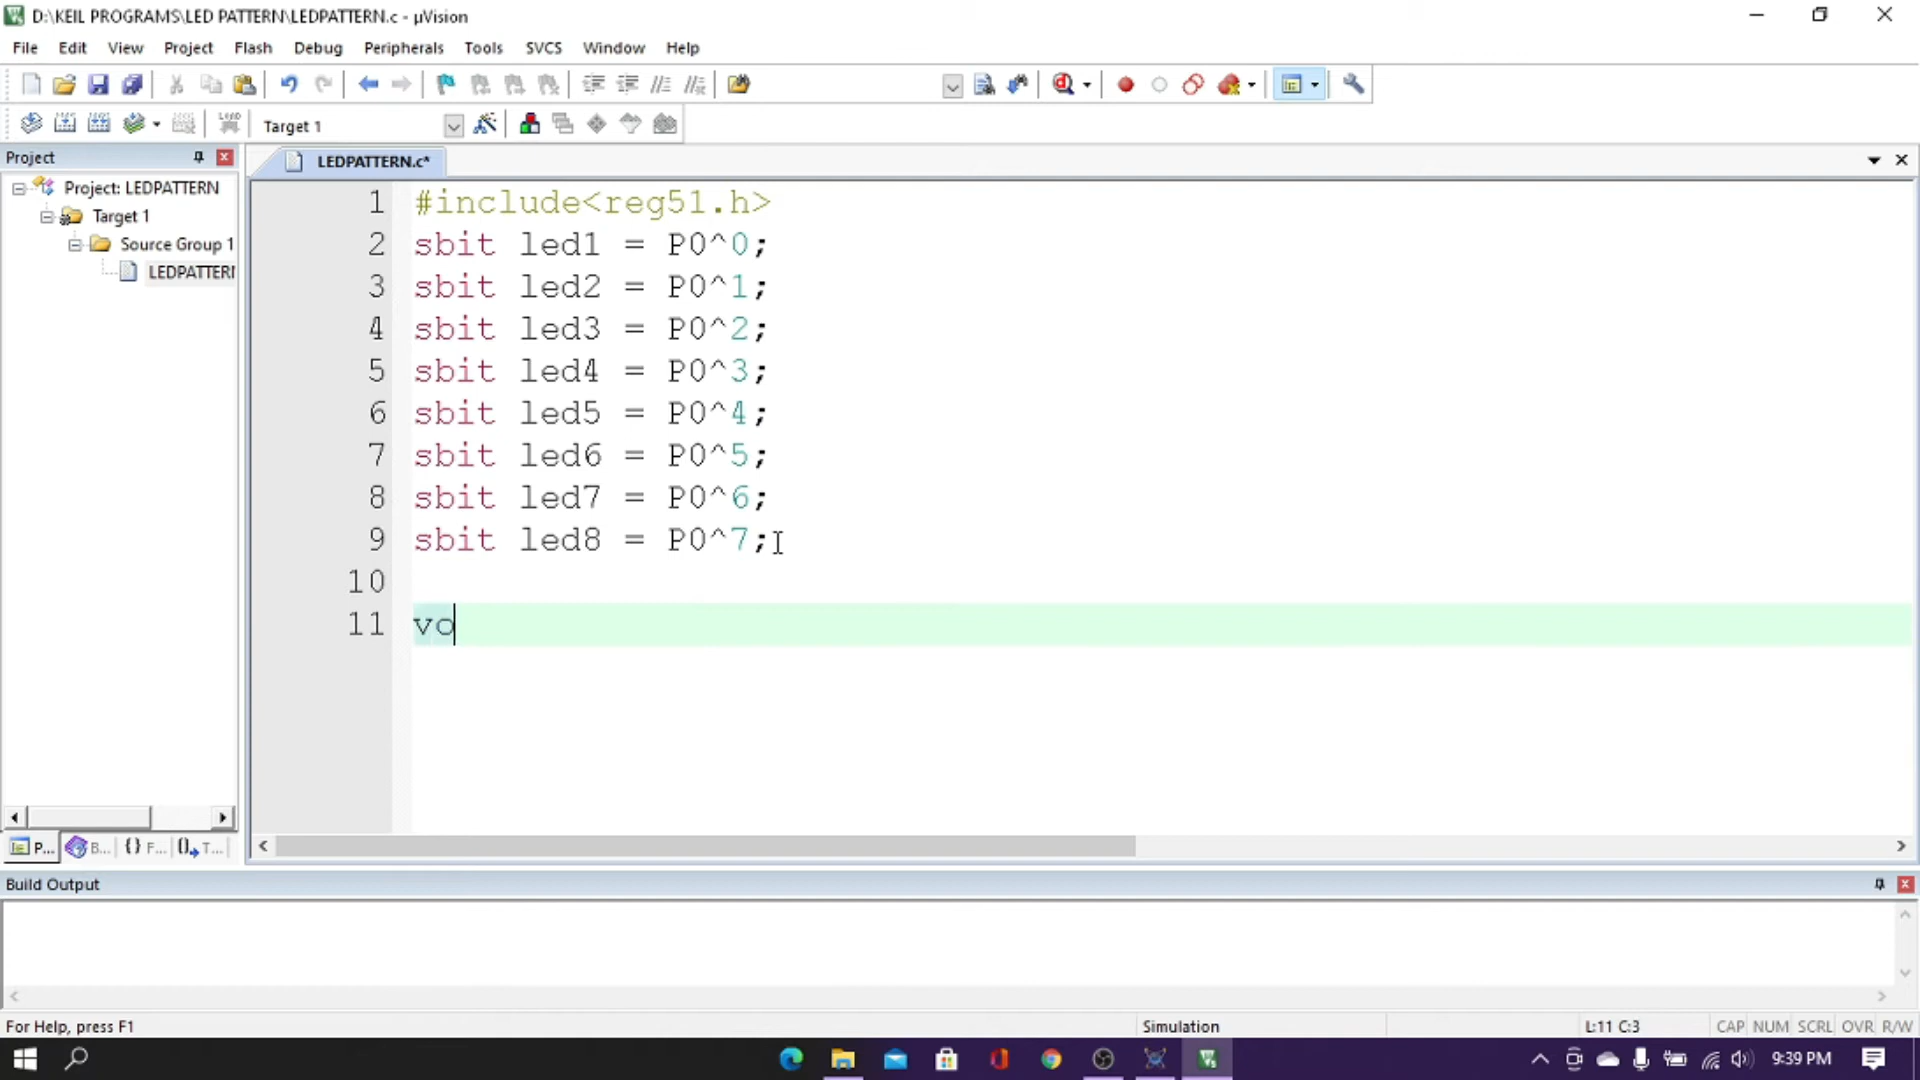 D:\KEIL PROGRAMS\LED PATTERN\LEDPATTERN.c - µVision
File Edit View Project Flash Debug Peripherals Tools SVCS Window Help
Target 1
Project
LEDPATTERN.c*
Project: LEDPATTERN
Target 1
Source Group 1
LEDPATTERN
1 #include<reg51.h>
2 sbit led1 = P0^0;
3 sbit led2 = P0^1;
4 sbit led3 = P0^2;
5 sbit led4 = P0^3;
6 sbit led5 = P0^4;
7 sbit led6 = P0^5;
8 sbit led7 = P0^6;
9 sbit led8 = P0^7;
10
11 vo
P... B... {} F... T...
Build Output
For Help, press F1
Simulation
L:11 C:3
CAP NUM SCRL OVR R/W
9:39 PM